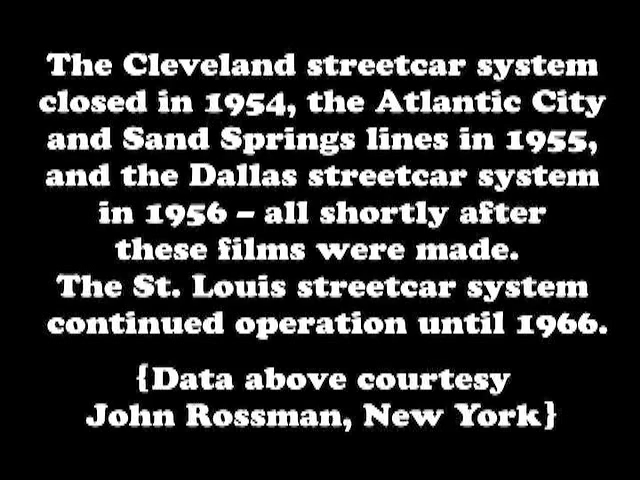 The Cleveland streetcar system
closed in 1954, the Atlantic City
and Sand Springs lines in 1955,
and the Dallas streetcar system
in 1956 – all shortly after
these films were made.
The St. Louis streetcar system
continued operation until 1966.
{Data above courtesy
John Rossman, New York}